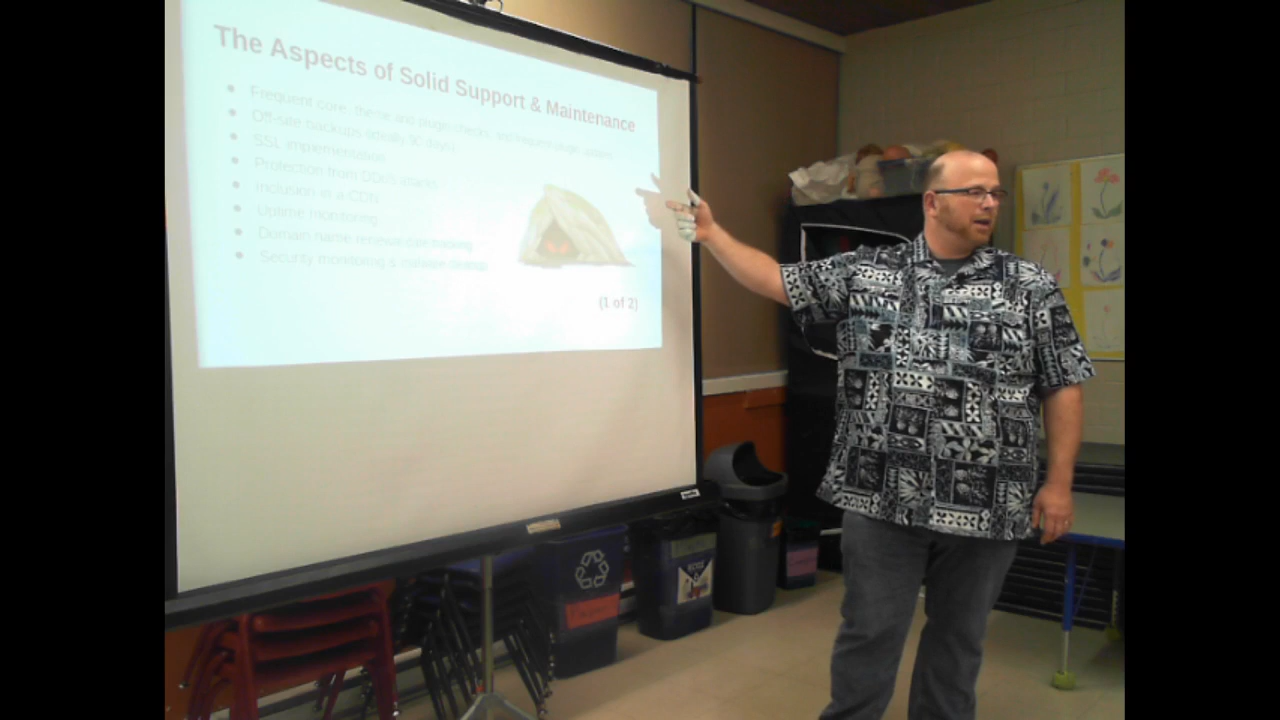 The Aspects of Solid Support & Maintenance
Frequent core, theme and plugin checks, and frequent plugin updates
Off-site backups (ideally 90 days)
SSL implementation
Protection from DDoS attacks
Inclusion in a CDN
Uptime monitoring
Domain name renewal date tracking
Security monitoring & malware cleanup
(1 of 2)